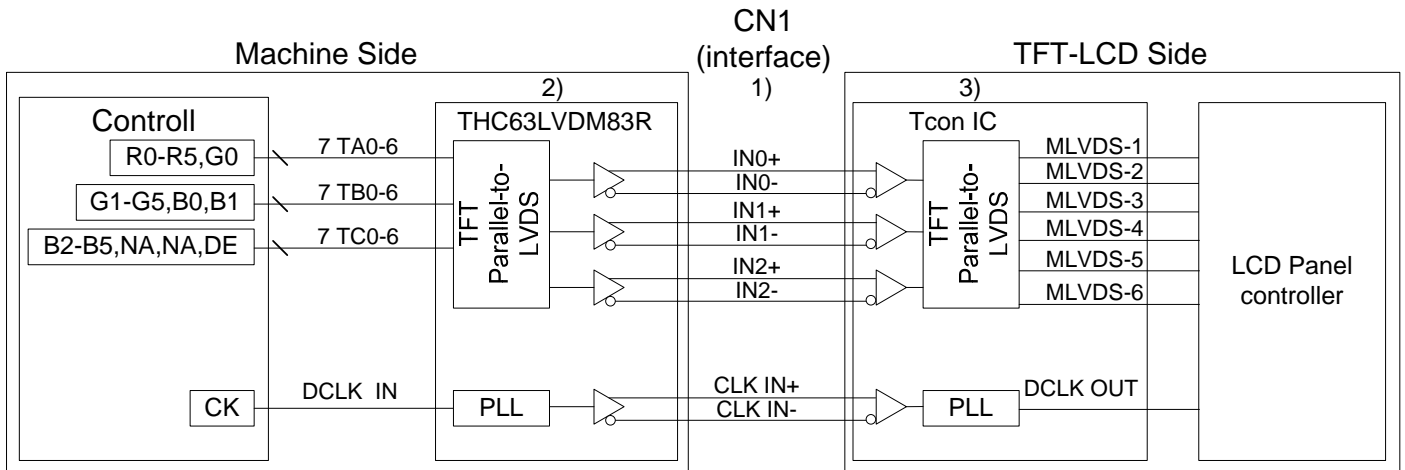 CN1
(interface)
1)
Machine Side
TFT-LCD Side
Controll
R0-R5,G0
G1-G5,B0,B1
B2-B5,NA,NA,DE
CK
7 TA0-6
7 TB0-6
7 TC0-6
DCLK IN
2)
THC63LVDM83R
TFT
Parallel-to-
LVDS
PLL
IN0+
IN0-
IN1+
IN1-
IN2+
IN2-
CLK IN+
CLK IN-
3)
Tcon IC
TFT
Parallel-to-
LVDS
PLL
MLVDS-1
MLVDS-2
MLVDS-3
MLVDS-4
MLVDS-5
MLVDS-6
DCLK OUT
LCD Panel
controller